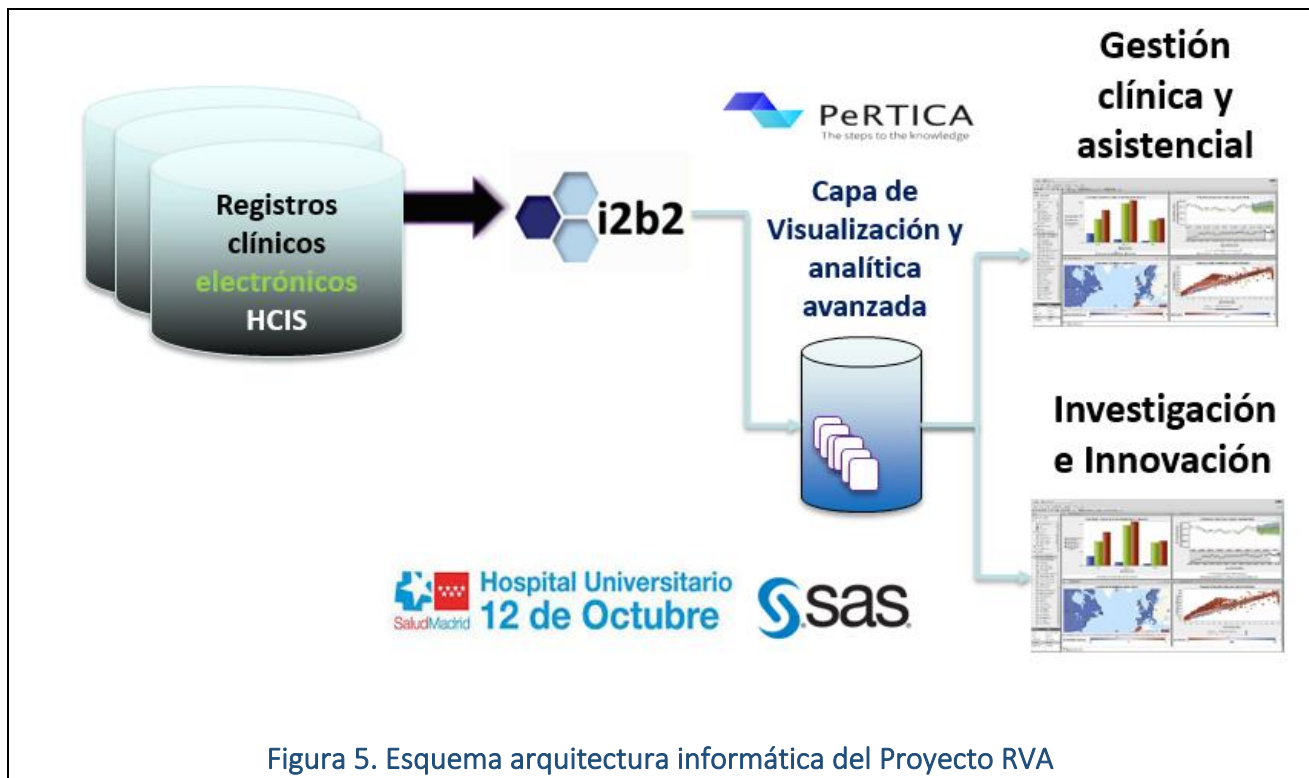 Registros
clínicos
electrónicos
HCIS
i2b2
PeRTICA
The steps to the knowledge
Capa de
Visualización y
analítica
avanzada
Gestión
clínica y
asistencial
Investigación
e Innovación
SaludMadrid
Hospital Universitario
12 de Octubre
sas
Figura 5. Esquema arquitectura informática del Proyecto RVA